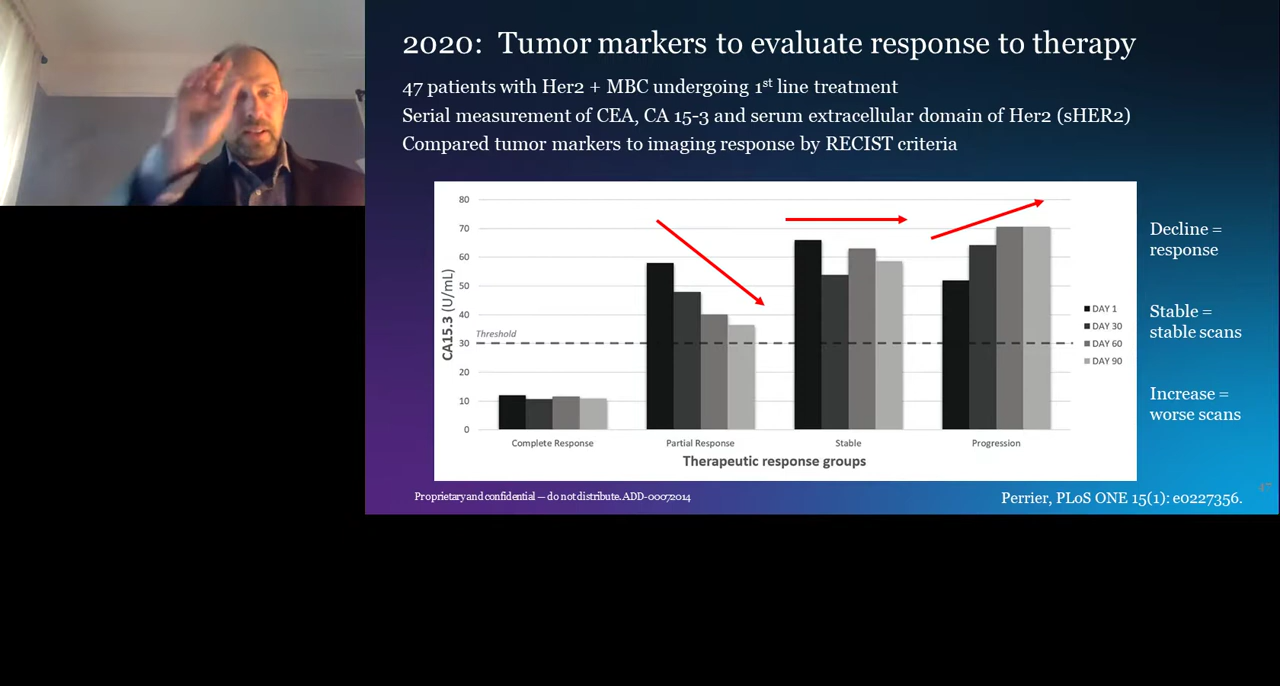 2020: Tumor markers to evaluate response to therapy
47 patients with Her2 + MBC undergoing 1st line treatment
Serial measurement of CEA, CA 15-3 and serum extracellular domain of Her2 (sHER2)
Compared tumor markers to imaging response by RECIST criteria
80
70
60
50
40
30
20
10
0
CA15.3 (U/mL)
Threshold
Complete Response
Partial Response
Stable
Progression
Therapeutic response groups
DAY 1
DAY 30
DAY 60
DAY 90
Decline =
response
Stable =
stable scans
Increase =
worse scans
47
Proprietary and confidential — do not distribute. ADD-00072014
Perrier, PLoS ONE 15(1): e0227356.